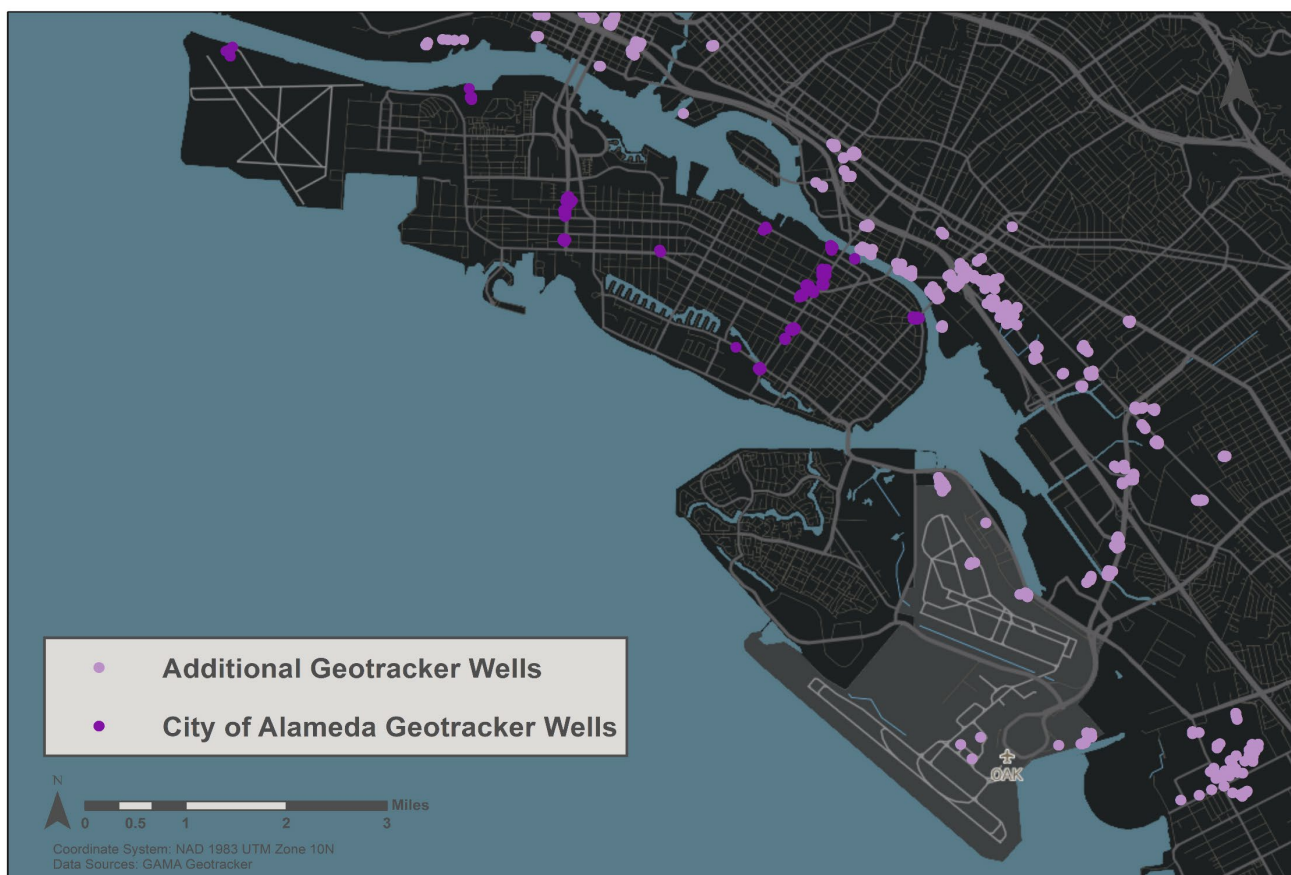 Additional Geotracker Wells
City of Alameda Geotracker Wells
OAK
N
Miles
0 0.5 1 2 3
Coordinate System: NAD 1983 UTM Zone 10N
Data Sources: GAMA Geotracker